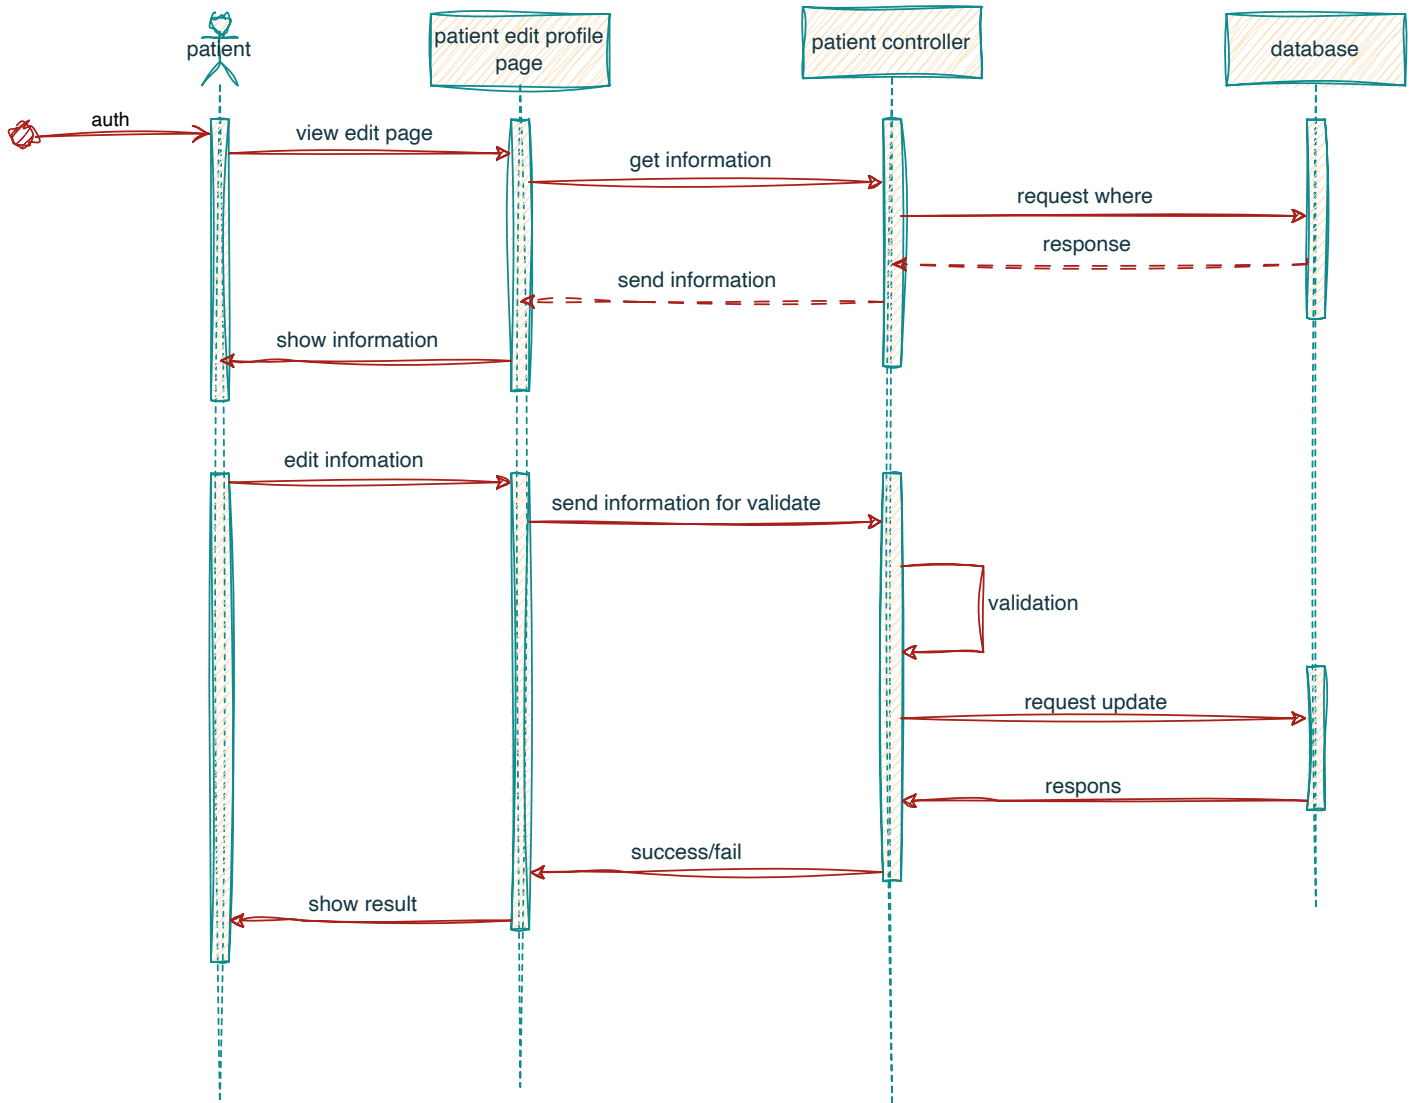 patient
patient edit profile
page
patient controller
database
auth
view edit page
get information
request where
response
send information
show information
edit infomation
send information for validate
validation
request update
respons
success/fail
show result